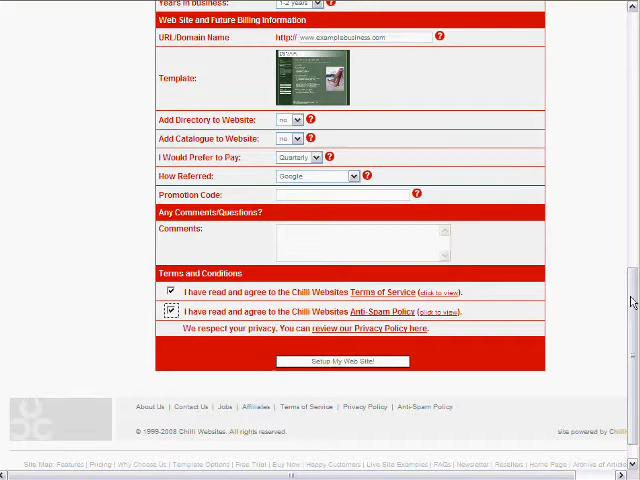 Years in business: 1-2 years
Web Site and Future Billing Information
URL/Domain Name http:// www.examplebusiness.com ?
Template:
Add Directory to Website: no ?
Add Catalogue to Website: no ?
I Would Prefer to Pay: Quarterly ?
How Referred: Google ?
Promotion Code: ?
Any Comments/Questions?
Comments:
Terms and Conditions
I have read and agree to the Chilli Websites Terms of Service (click to view).
I have read and agree to the Chilli Websites Anti-Spam Policy (click to view).
We respect your privacy. You can review our Privacy Policy here.
Setup My Web Site!
About Us | Contact Us | Jobs | Affiliates | Terms of Service | Privacy Policy | Anti-Spam Policy
© 1999-2008 Chilli Websites. All rights reserved. site powered by Chilli
Site Map: Features | Pricing | Why Choose Us | Template Options | Free Trial | Buy Now | Happy Customers | Live Site Examples | FAQs | Newsletter | Resellers | Home Page | Archive of Articles